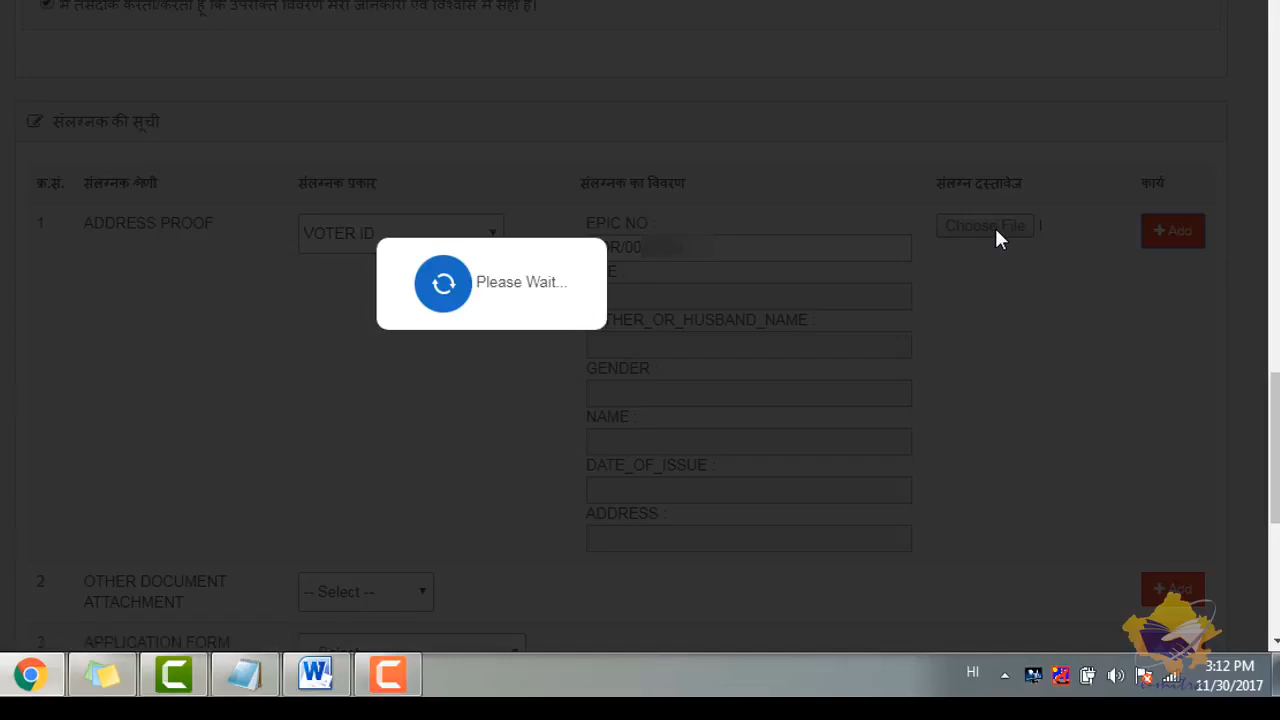 मैं तसदीक करता/करती हूँ कि उपरोक्त विवरण मेरी जानकारी एवं विश्वास में सही है।
संलग्नक की सूची
क्र.सं. संलग्नक श्रेणी संलग्नक प्रकार संलग्नक का विवरण संलग्न दस्तावेज कार्य
1 ADDRESS PROOF VOTER ID EPIC NO : Choose File Add
Please Wait...
GENDER :
NAME :
DATE_OF_ISSUE :
ADDRESS :
2 OTHER DOCUMENT ATTACHMENT -- Select -- Add
APPLICATION FORM
HI 3:12 PM
11/30/2017